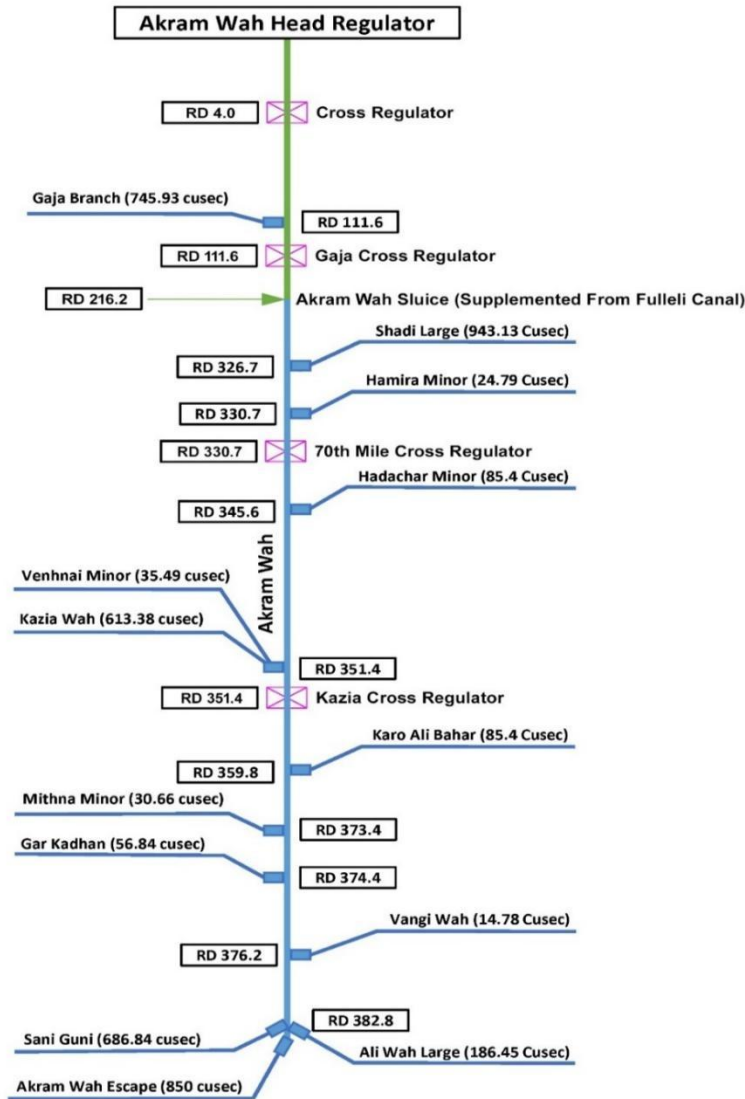 Akram Wah Head Regulator
RD 4.0
Cross Regulator
Gaja Branch (745.93 cusec)
RD 111.6
RD 111.6
Gaja Cross Regulator
RD 216.2
Akram Wah Sluice (Supplemented From Fulleli Canal)
Shadi Large (943.13 Cusec)
RD 326.7
Hamira Minor (24.79 Cusec)
RD 330.7
RD 330.7
70th Mile Cross Regulator
Hadachar Minor (85.4 Cusec)
RD 345.6
Akram Wah
Venhnai Minor (35.49 cusec)
Kazia Wah (613.38 cusec)
RD 351.4
RD 351.4
Kazia Cross Regulator
Karo Ali Bahar (85.4 Cusec)
RD 359.8
Mithna Minor (30.66 cusec)
RD 373.4
Gar Kadhan (56.84 cusec)
RD 374.4
Vangi Wah (14.78 Cusec)
RD 376.2
RD 382.8
Sani Guni (686.84 cusec)
Ali Wah Large (186.45 Cusec)
Akram Wah Escape (850 cusec)